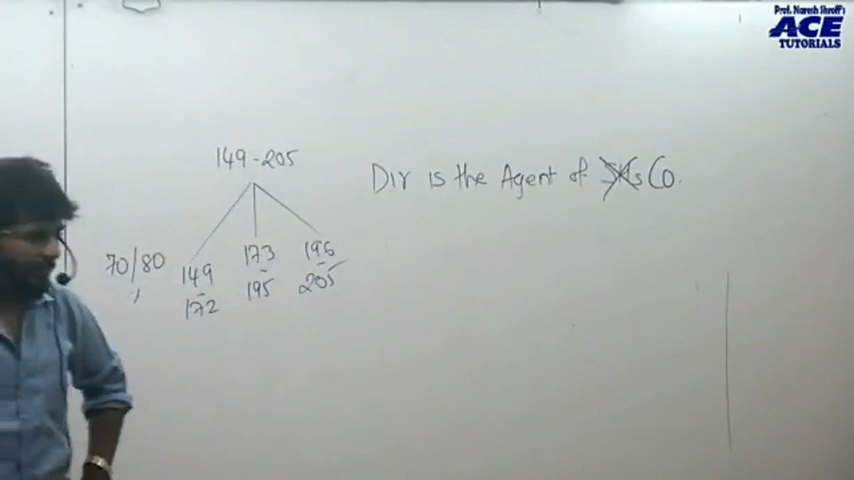 Prof. Naresh Shroff's
ACE
TUTORIALS
149-205
Dir is the Agent of Co.
70/80
149
-
172
173
-
195
196
-
205